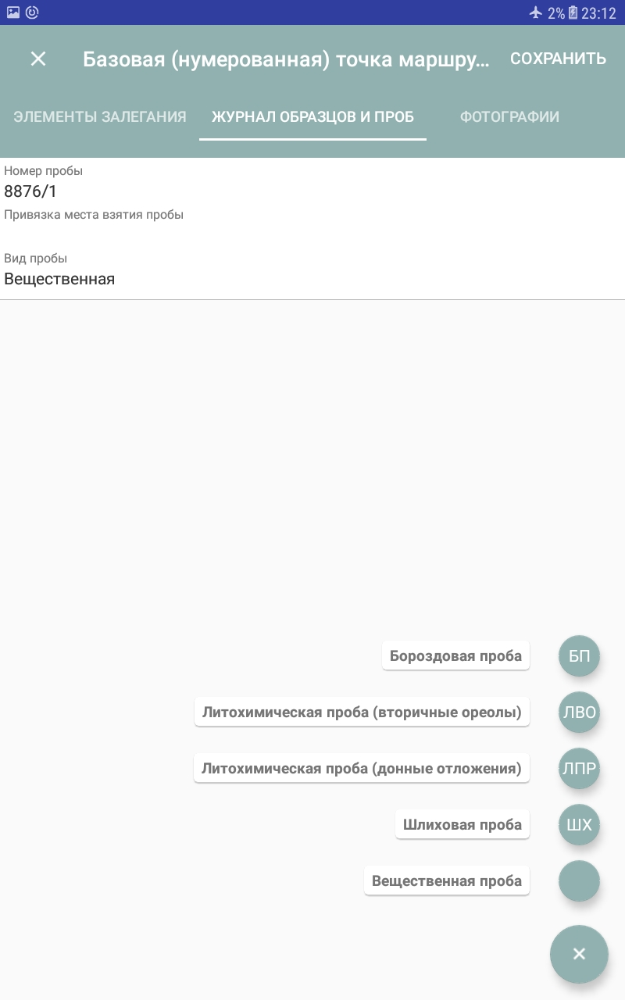 2% 23:12
Базовая (нумерованная) точка маршру... СОХРАНИТЬ
ЭЛЕМЕНТЫ ЗАЛЕГАНИЯ ЖУРНАЛ ОБРАЗЦОВ И ПРОБ ФОТОГРАФИИ
Номер пробы
8876/1
Привязка места взятия пробы
Вид пробы
Вещественная
Бороздовая проба БП
Литохимическая проба (вторичные ореолы) ЛВО
Литохимическая проба (донные отложения) ЛПР
Шлиховая проба ШХ
Вещественная проба